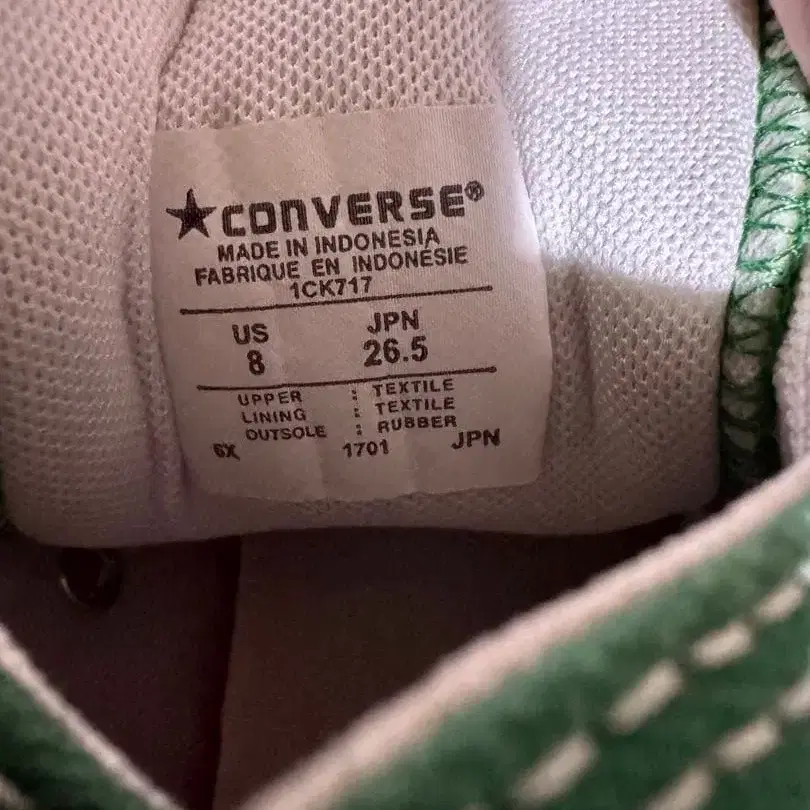 ★CONVERSE®
MADE IN INDONESIA
FABRIQUE EN INDONÉSIE
1CK717
US JPN
8 26.5
UPPER : TEXTILE
LINING : TEXTILE
OUTSOLE : RUBBER
6X 1701 JPN